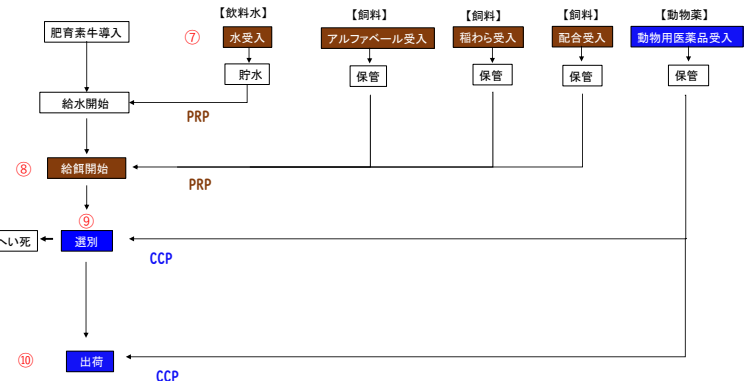 【飲料水】 【飼料】 【飼料】 【飼料】 【動物薬】
肥育素牛導入 ⑦ 水受入 アルファベール受入 稲わら受入 配合受入 動物用医薬品受入
貯水 保管 保管 保管 保管
給水開始
PRP
⑧ 給餌開始
PRP
⑨
へい死 選別
CCP
⑩ 出荷
CCP